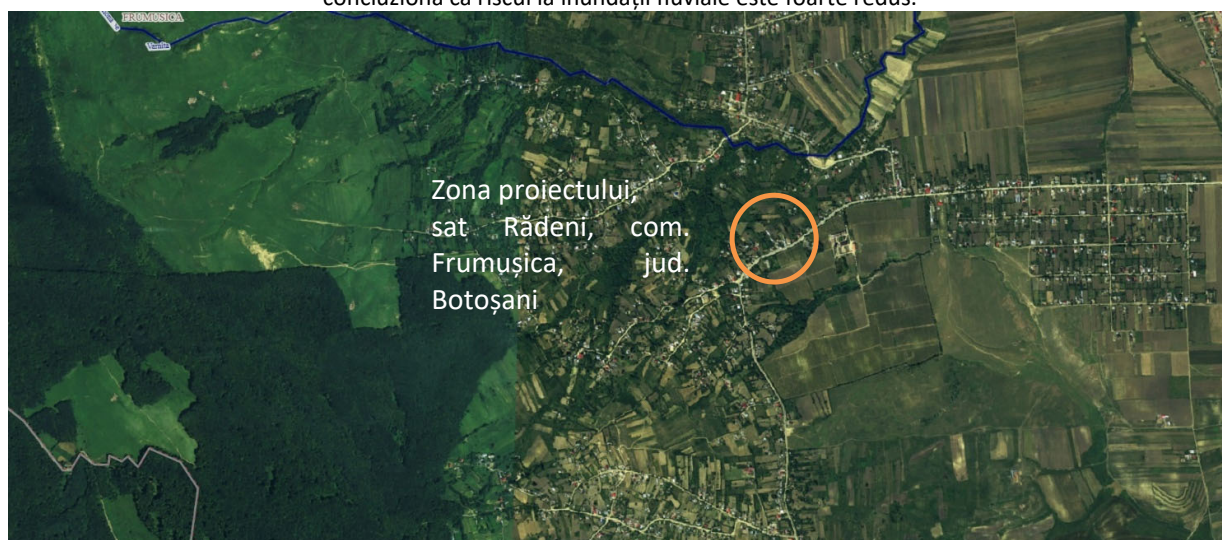 concluziona că riscul la inundații fluviale este foarte redus.
FRUMUSICA
Zona proiectului,
sat Rădeni, com.
Frumușica, jud.
Botoșani